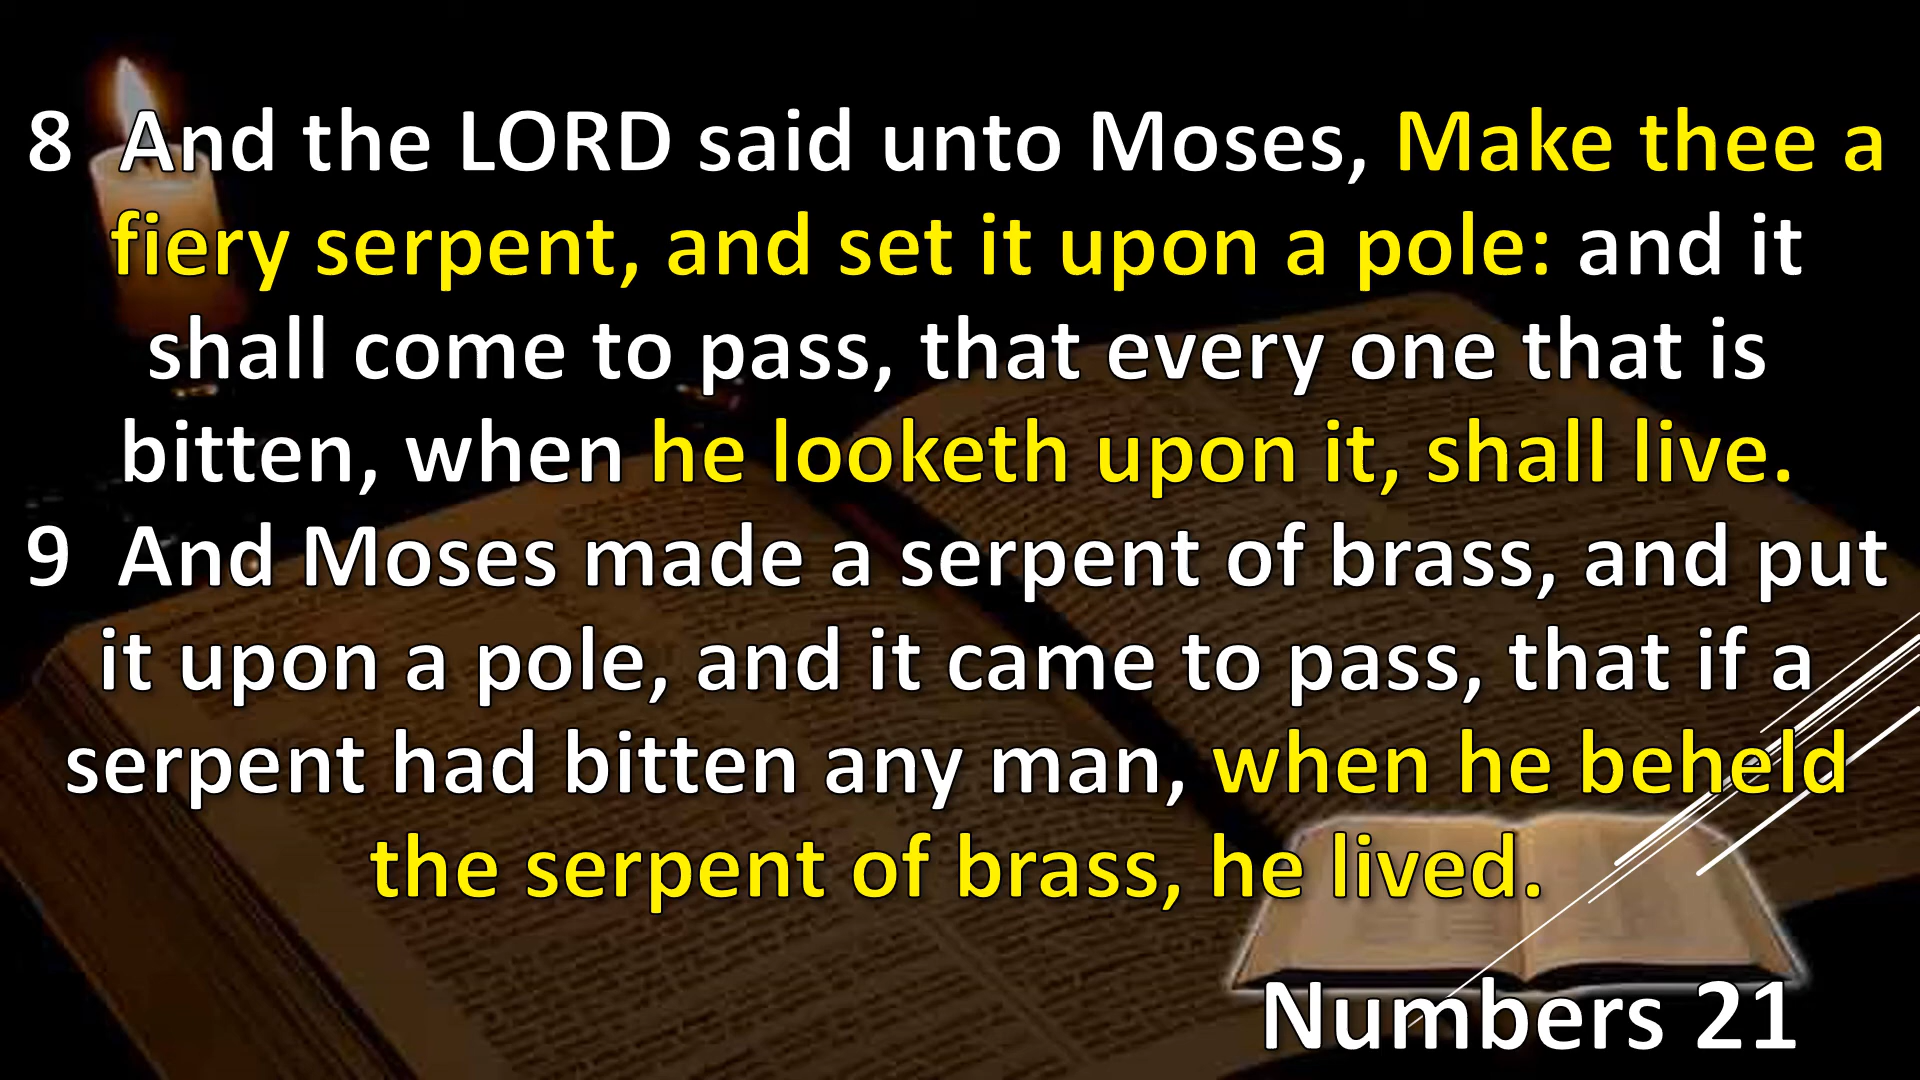 8  And the LORD said unto Moses, Make thee a
fiery serpent, and set it upon a pole: and it
shall come to pass, that every one that is
bitten, when he looketh upon it, shall live.
9  And Moses made a serpent of brass, and put
it upon a pole, and it came to pass, that if a
serpent had bitten any man, when he beheld
the serpent of brass, he lived.
Numbers 21